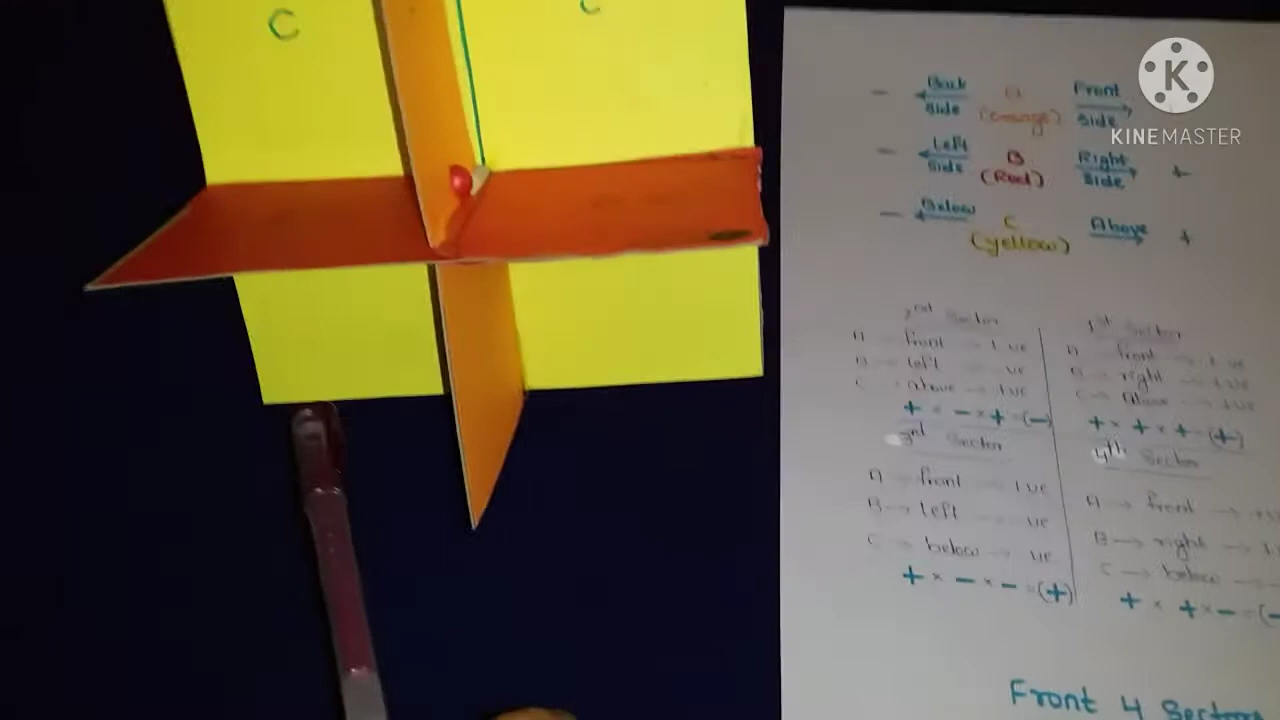 C
C
K
KINEMASTER
- Back side A (orange) Front side
- Left side B (Red) Right side +
- Below C (yellow) Above +
2nd Sector
A front +ve
B left ve
C above +ve
+ × - × + = (-)
1st Sector
A front +ve
B right +ve
C above +ve
+ × + × + = (+)
3rd Sector
A front +ve
B → left ve
C → below → ve
+ × - × - = (+)
4th Sector
A → front →
B → right →
C → below →
+ × + × - = (-
Front 4 Sectors